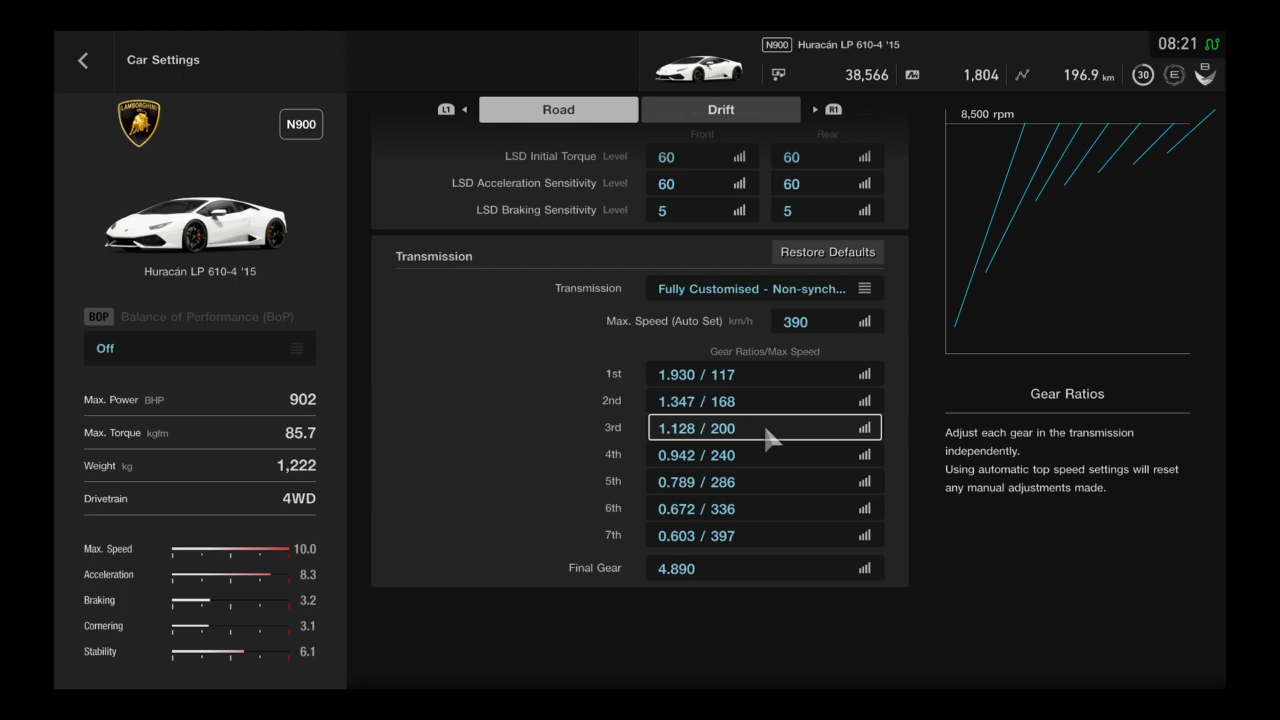 Car Settings
N900 Huracán LP 610-4 '15
08:21
38,566 1,804 196.9 km 30 E B
LAMBORGHINI
N900
Huracán LP 610-4 '15
BOP Balance of Performance (BoP)
Off
Max. Power BHP 902
Max. Torque kgfm 85.7
Weight kg 1,222
Drivetrain 4WD
Max. Speed 10.0
Acceleration 8.3
Braking 3.2
Cornering 3.1
Stability 6.1
L1 Road Drift R1
Front Rear
LSD Initial Torque Level 60 60
LSD Acceleration Sensitivity Level 60 60
LSD Braking Sensitivity Level 5 5
Transmission Restore Defaults
Transmission Fully Customised - Non-synch...
Max. Speed (Auto Set) km/h 390
Gear Ratios/Max Speed
1st 1.930 / 117
2nd 1.347 / 168
3rd 1.128 / 200
4th 0.942 / 240
5th 0.789 / 286
6th 0.672 / 336
7th 0.603 / 397
Final Gear 4.890
8,500 rpm
Gear Ratios
Adjust each gear in the transmission
independently.
Using automatic top speed settings will reset
any manual adjustments made.